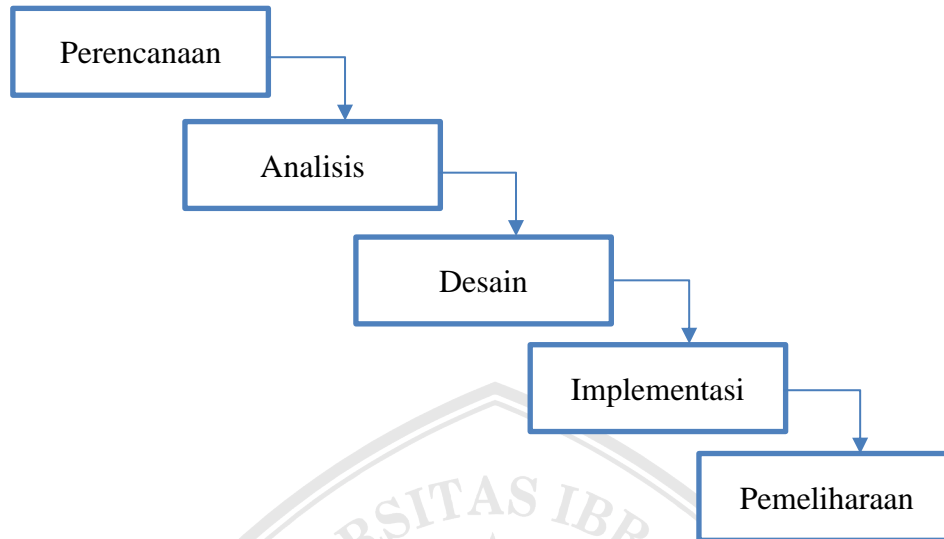 Perencanaan
Analisis
Desain
Implementasi
Pemeliharaan